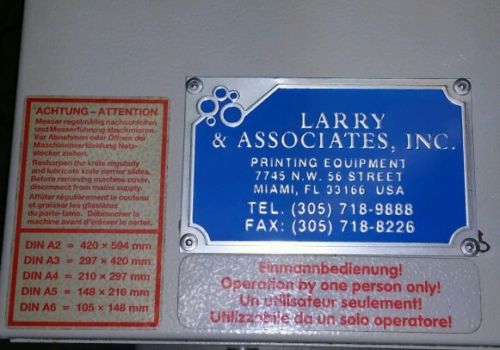 ACHTUNG – ATTENTION
Messer regelmäßig nachschleifen
und Messerführung abschmieren.
Vor Abnehmen oder Öffnen der
Maschinenverkleidung Netz-
stecker ziehen.
Resharpen the knife regularly
and lubricate knife carrier slides.
Before removing machine cover,
disconnect from mains supply.
Affûter régulièrement le couteau
et graisser les glissières
du porte-lame. Débrancher la
machine avant d'enlever le carter.
DIN A2 = 420 × 594 mm
DIN A3 = 297 × 420 mm
DIN A4 = 210 × 297 mm
DIN A5 = 148 × 210 mm
DIN A6 = 105 × 148 mm
LARRY
& ASSOCIATES, INC.
PRINTING EQUIPMENT
7745 N.W. 56 STREET
MIAMI, FL 33166 USA
TEL. (305) 718-9888
FAX: (305) 718-8226
Einmannbedienung!
Operation by one person only!
Un utilisateur seulement!
Utilizzabile da un solo operatore!